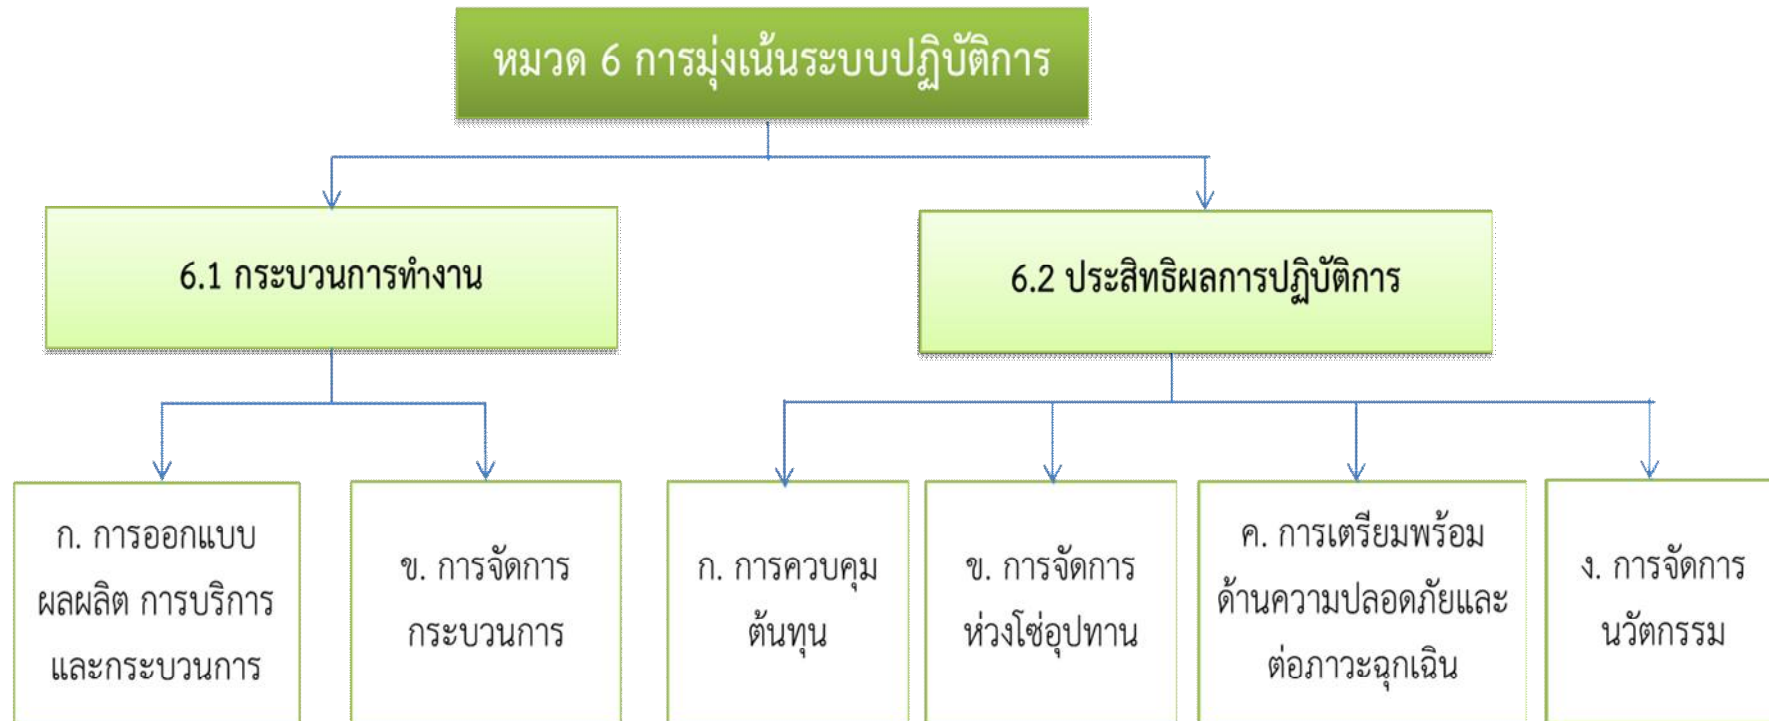 หมวด 6 การมุ่งเน้นระบบปฏิบัติการ
6.1 กระบวนการทำงาน
6.2 ประสิทธิผลการปฏิบัติการ
ก. การออกแบบ
ผลผลิต การบริการ
และกระบวนการ
ข. การจัดการ
กระบวนการ
ก. การควบคุม
ต้นทุน
ข. การจัดการ
ห่วงโซ่อุปทาน
ค. การเตรียมพร้อม
ด้านความปลอดภัยและ
ต่อภาวะฉุกเฉิน
ง. การจัดการ
นวัตกรรม